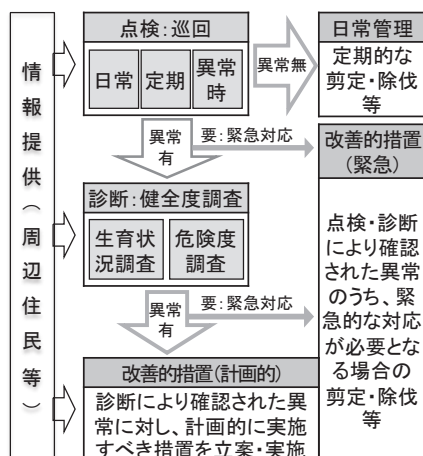 情報提供（周辺住民等）
点検：巡回
日常
定期
異常
時
異常無
日常管理
定期的な
剪定・除伐
等
異常
有
要：緊急対応
改善的措置
（緊急）
点検・診断
により確認
された異常
のうち、緊
急的な対応
が必要とな
る場合の
剪定・除伐
等
診断：健全度調査
生育状
況調査
危険度
調査
異常
有
要：緊急対応
改善的措置（計画的）
診断により確認された異
常に対し、計画的に実施
すべき措置を立案・実施